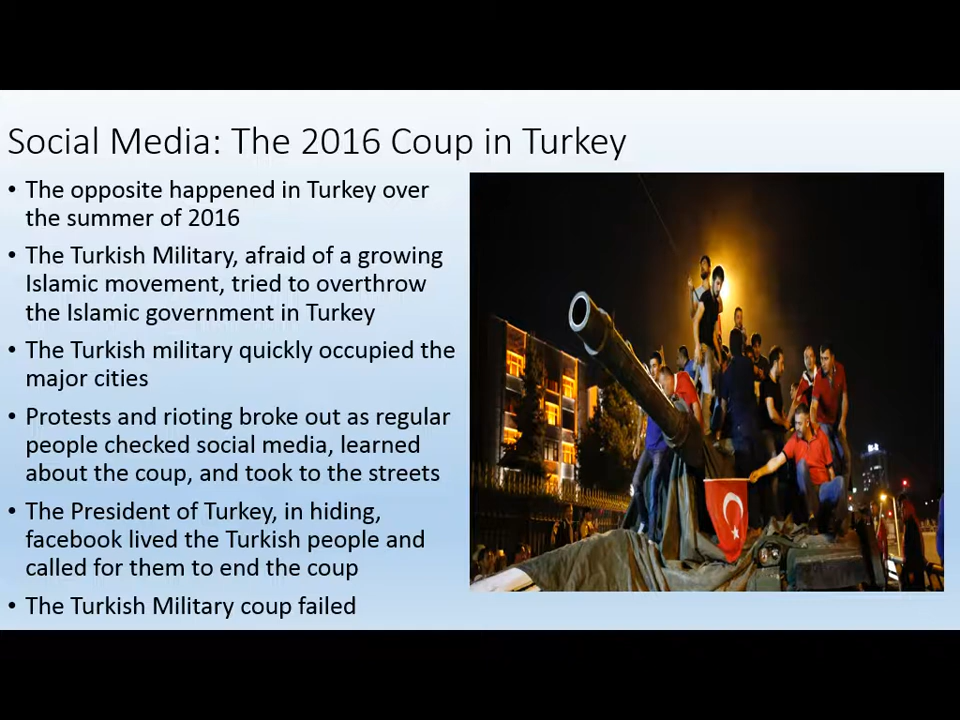 Social Media: The 2016 Coup in Turkey
• The opposite happened in Turkey over
the summer of 2016
• The Turkish Military, afraid of a growing
Islamic movement, tried to overthrow
the Islamic government in Turkey
• The Turkish military quickly occupied the
major cities
• Protests and rioting broke out as regular
people checked social media, learned
about the coup, and took to the streets
• The President of Turkey, in hiding,
facebook lived the Turkish people and
called for them to end the coup
• The Turkish Military coup failed